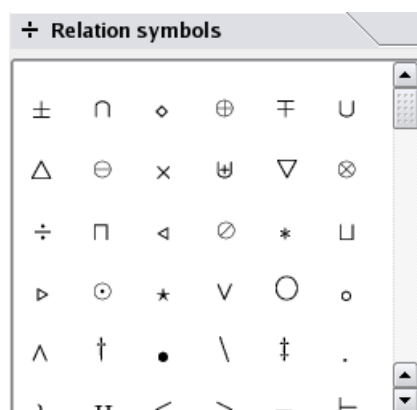 ÷ Relation symbols
± ∩ ⋄ ⊕ ∓ ∪
△ ⊖ × ⊎ ▽ ⊗
÷ ⊓ ◃ ⊘ * ⊔
▹ ⊙ ⋆ ∨ ◯ ∘
∧ † • \ ‡ .